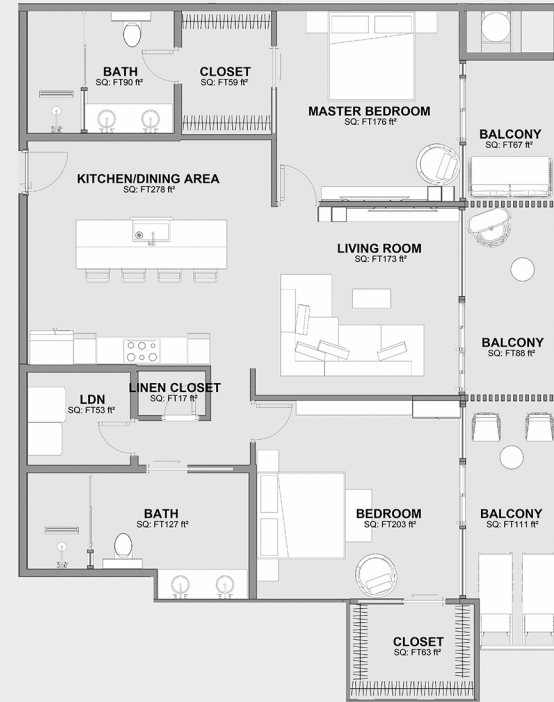 BATH
SQ: FT90 ft²
CLOSET
SQ: FT59 ft²
MASTER BEDROOM
SQ: FT176 ft²
BALCONY
SQ: FT67 ft²
KITCHEN/DINING AREA
SQ: FT278 ft²
LIVING ROOM
SQ: FT173 ft²
BALCONY
SQ: FT88 ft²
LINEN CLOSET
SQ: FT17 ft²
LDN
SQ: FT53 ft²
BATH
SQ: FT127 ft²
BEDROOM
SQ: FT203 ft²
BALCONY
SQ: FT111 ft²
CLOSET
SQ: FT63 ft²